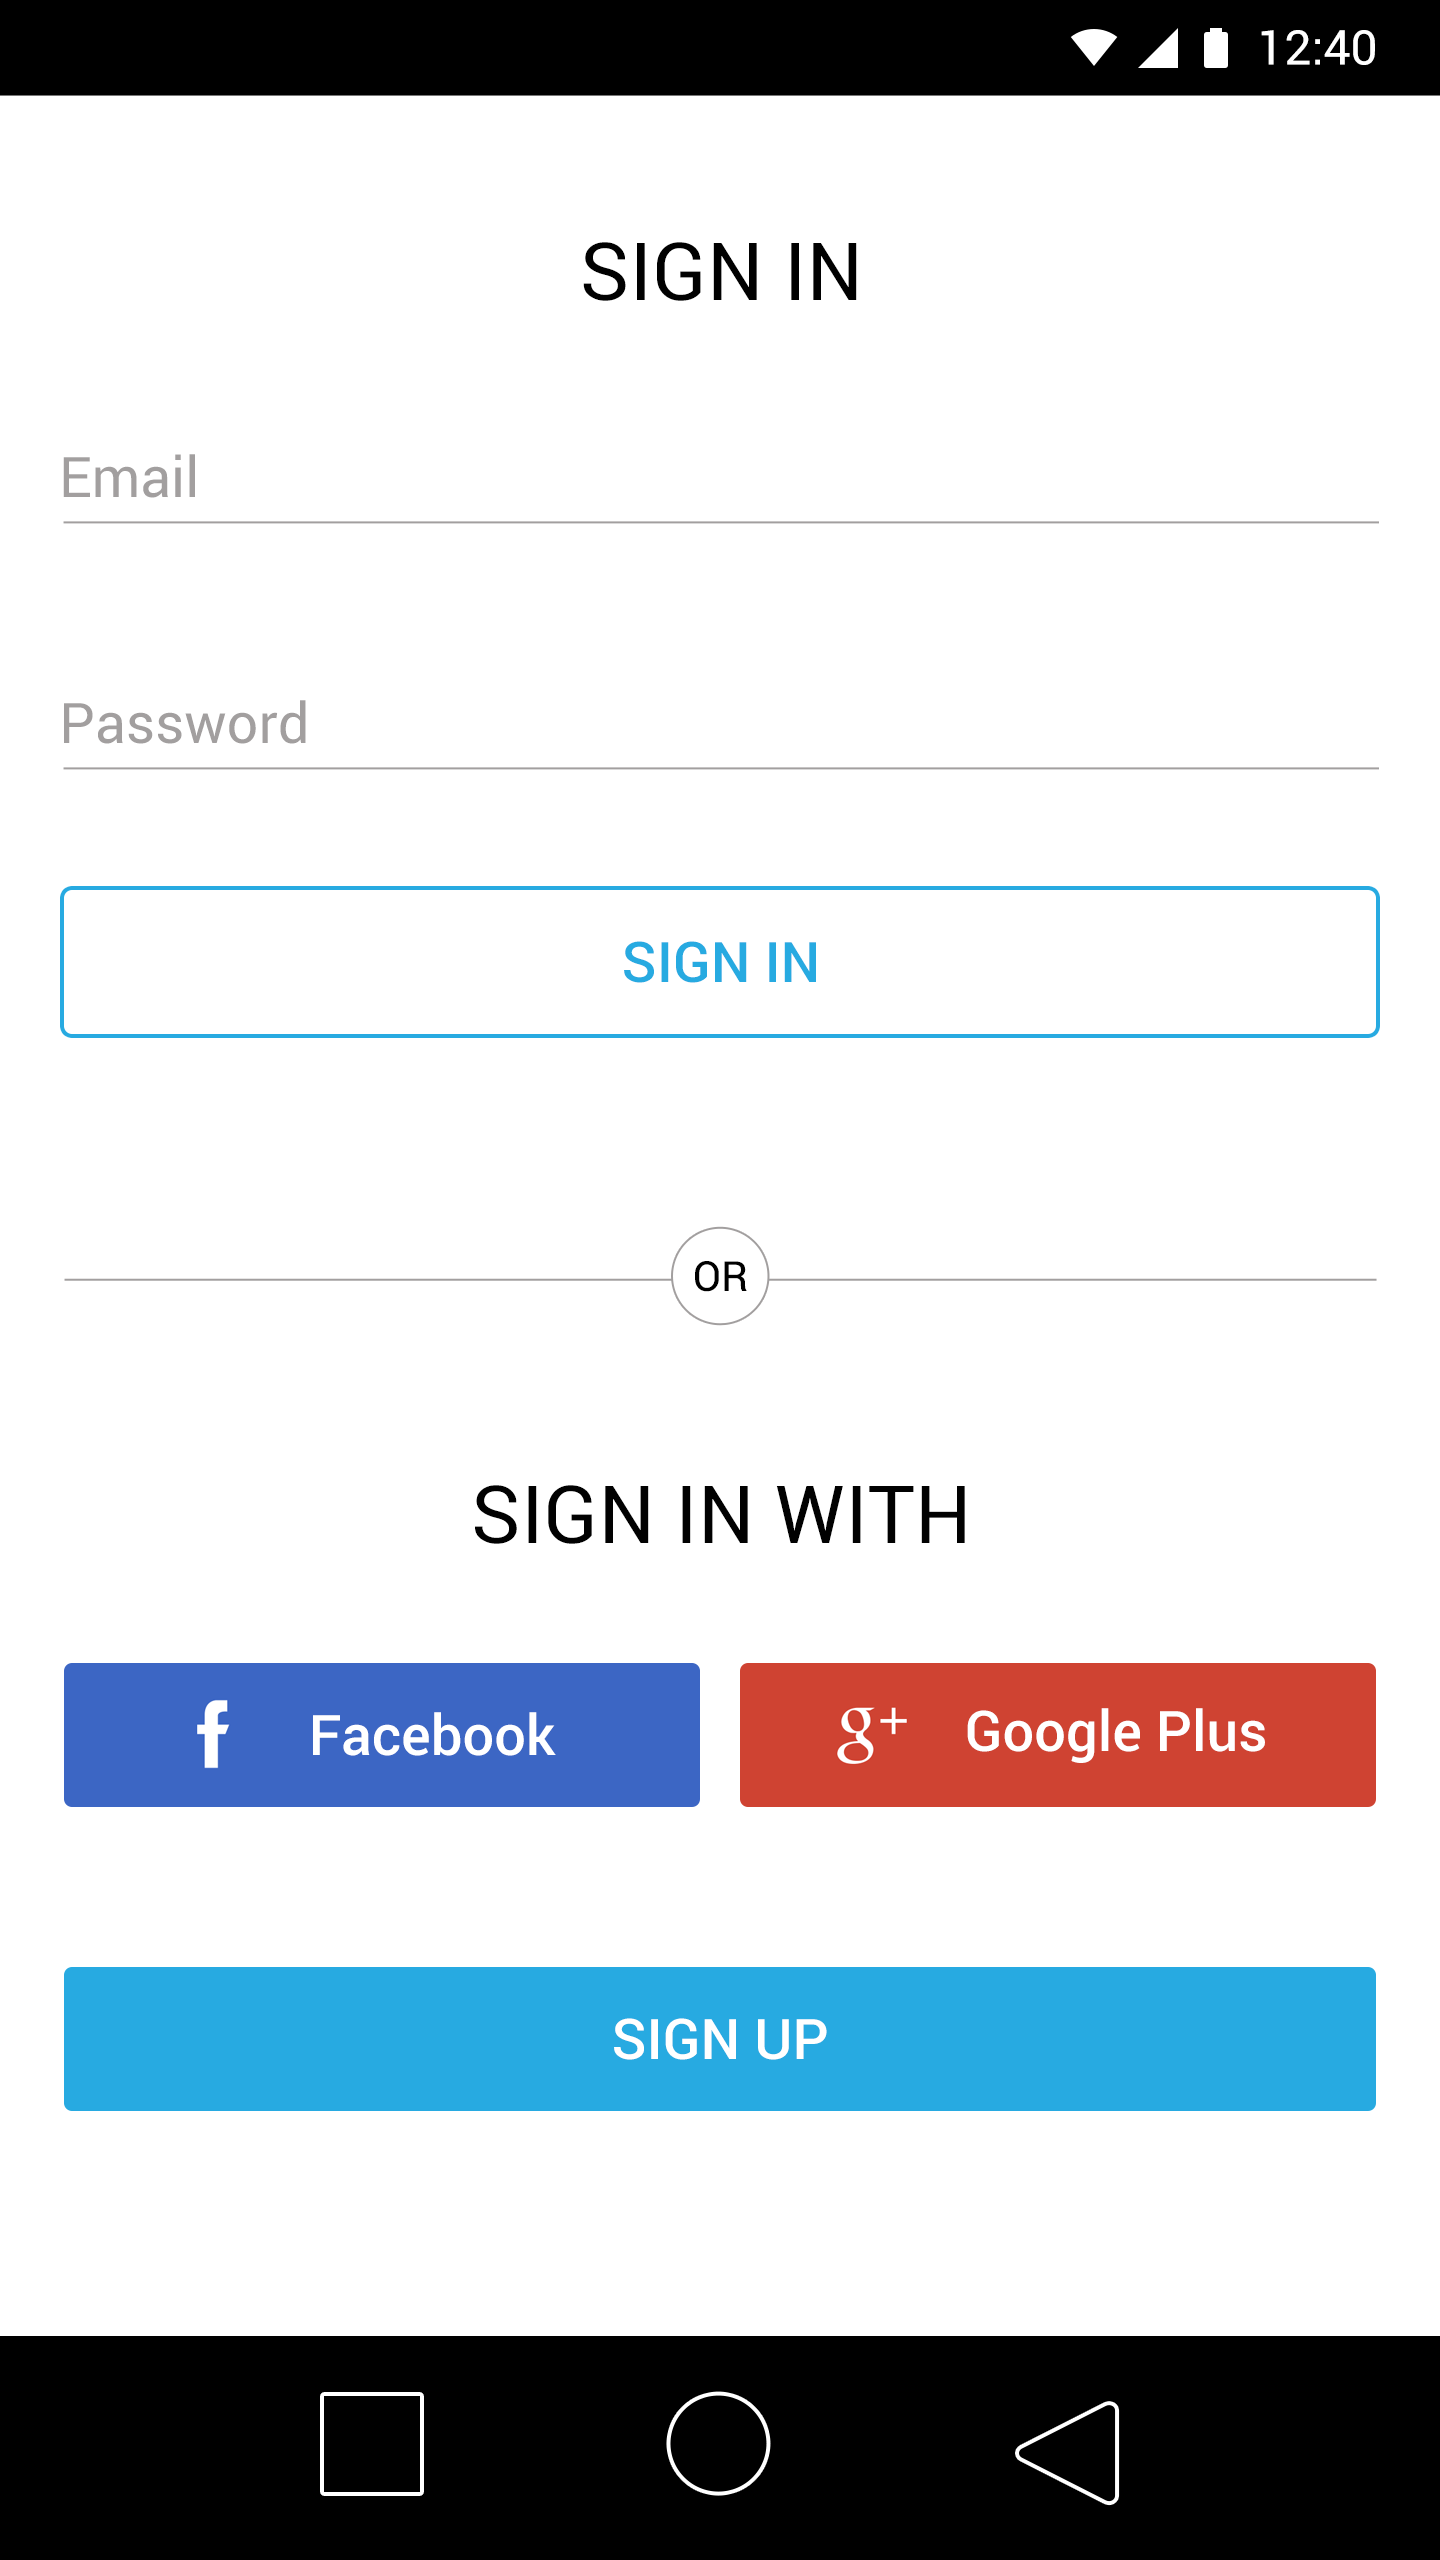 12:40
SIGN IN
Email
Password
SIGN IN
OR
SIGN IN WITH
f Facebook
g+ Google Plus
SIGN UP